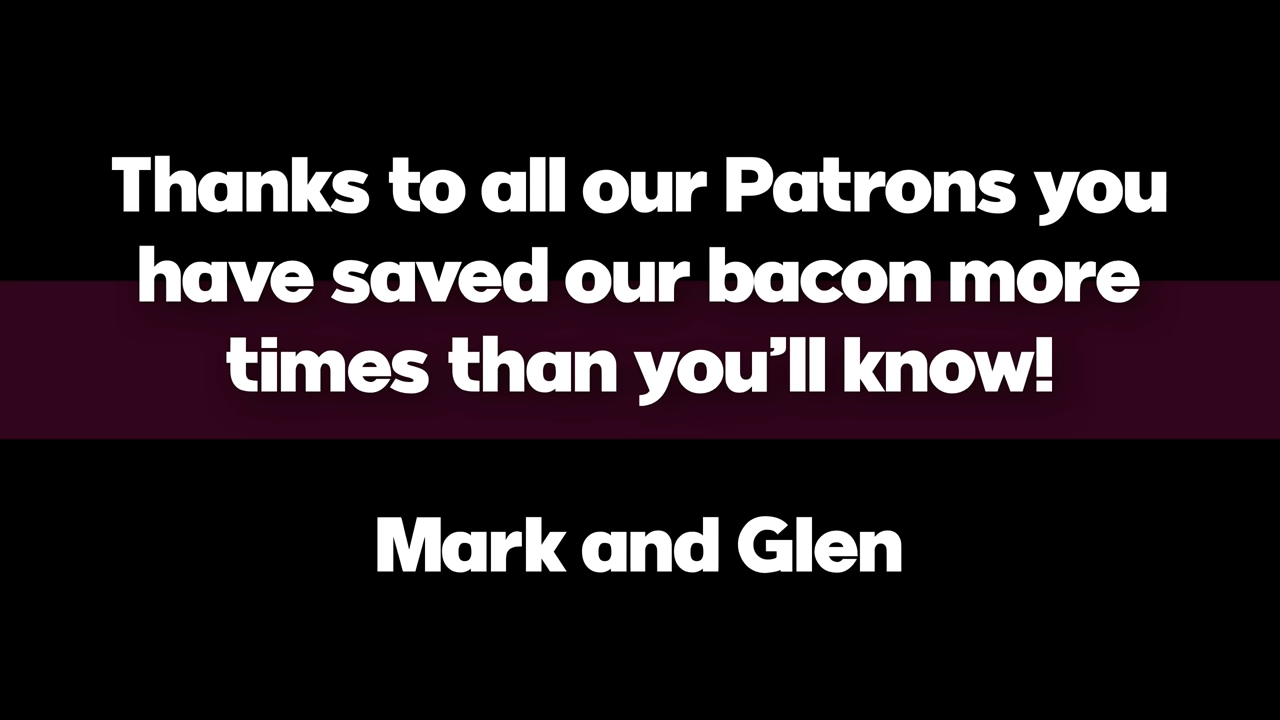 Thanks to all our Patrons you
have saved our bacon more
times than you’ll know!
Mark and Glen